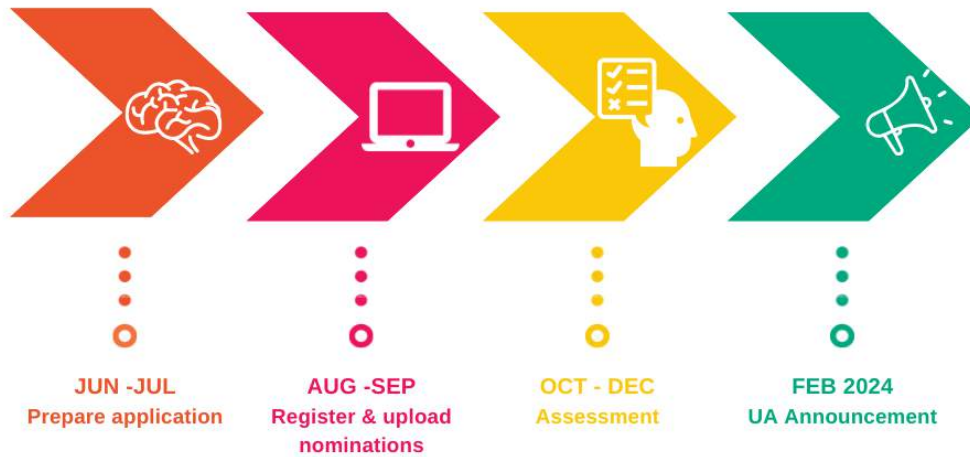 JUN -JUL
Prepare application
AUG -SEP
Register & upload
nominations
OCT - DEC
Assessment
FEB 2024
UA Announcement